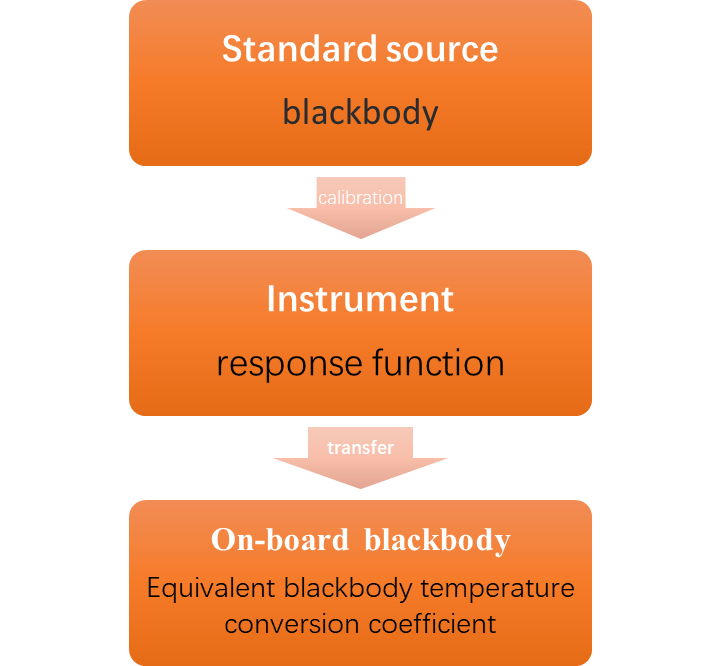 Standard source
blackbody
calibration
Instrument
response function
transfer
On-board blackbody
Equivalent blackbody temperature
conversion coefficient